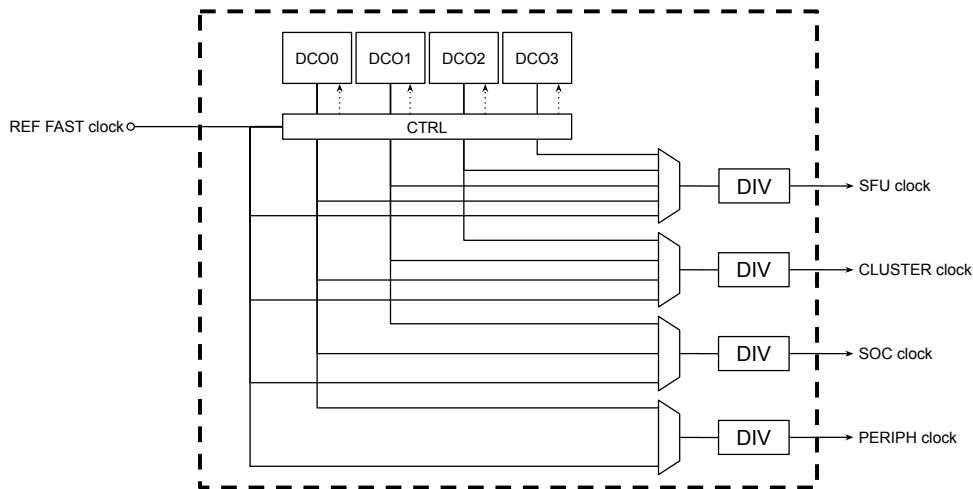 DCO0 DCO1 DCO2 DCO3
REF FAST clock
CTRL
DIV
SFU clock
DIV
CLUSTER clock
DIV
SOC clock
DIV
PERIPH clock